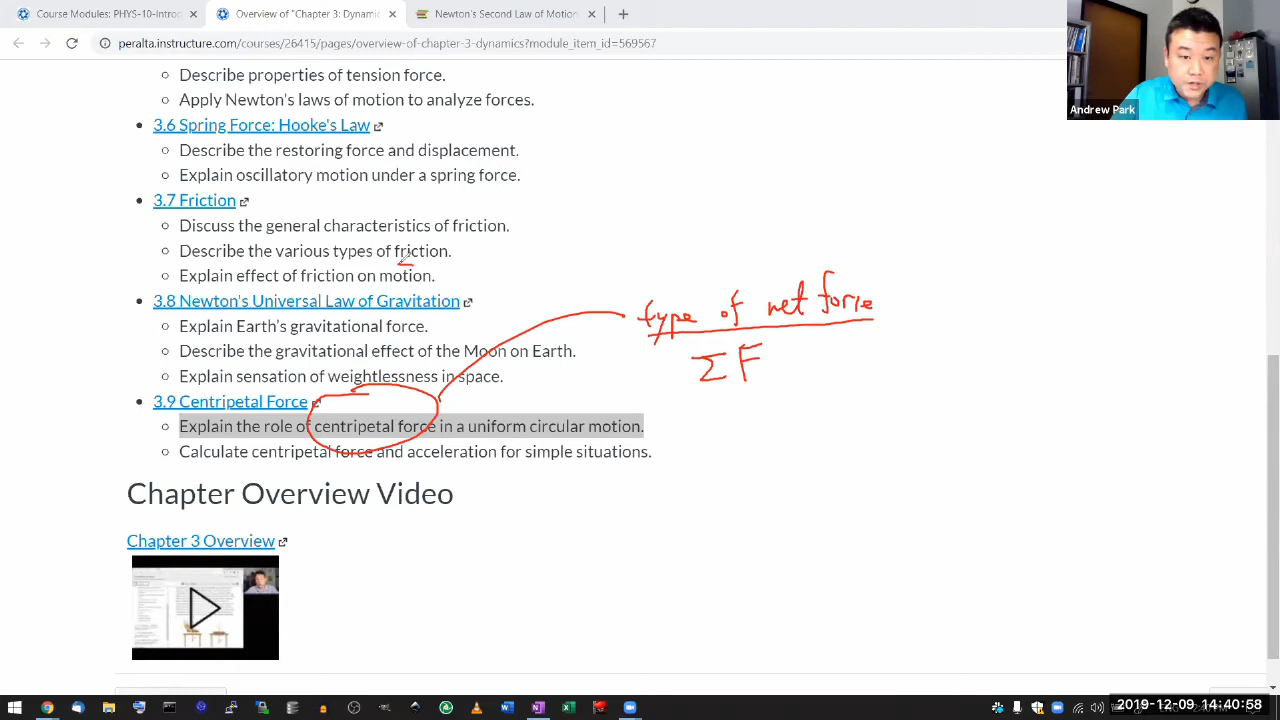 Course Modules: PHYS-10-Introd
Overview of "Chapter 3: Dynamic
Newton's Second Law of Motion
peralta.instructure.com/courses/26415/pages/overview-of-chapter-3-dynamics?module_item_id=569567
Andrew Park
Describe properties of tension force.
Apply Newton's laws of motion to analyze forces.
3.6 Spring Force: Hooke's Law
Describe the restoring force and displacement.
Explain oscillatory motion under a spring force.
3.7 Friction
Discuss the general characteristics of friction.
Describe the various types of friction.
Explain effect of friction on motion.
3.8 Newton's Universal Law of Gravitation
type of net force
Explain Earth's gravitational force.
Describe the gravitational effect of the Moon on Earth.
Σ F
Explain sensation of weightlessness in space.
3.9 Centripetal Force
Explain the role of centripetal force in a uniform circular motion.
Calculate centripetal force and acceleration for simple situations.
Chapter Overview Video
Chapter 3 Overview
2019-12-09 14:40:58